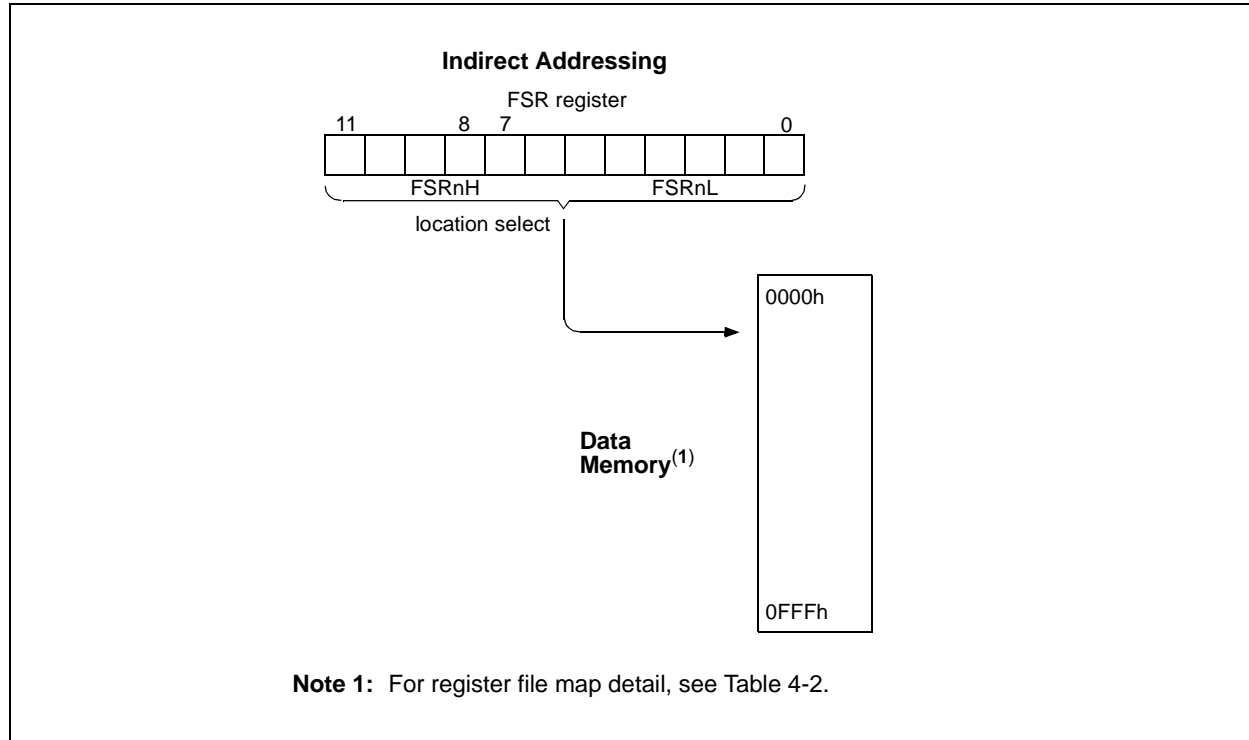 Indirect Addressing
FSR register
11 8 7 0
FSRnH FSRnL
location select
0000h
Data
Memory(1)
0FFFh
Note 1: For register file map detail, see Table 4-2.